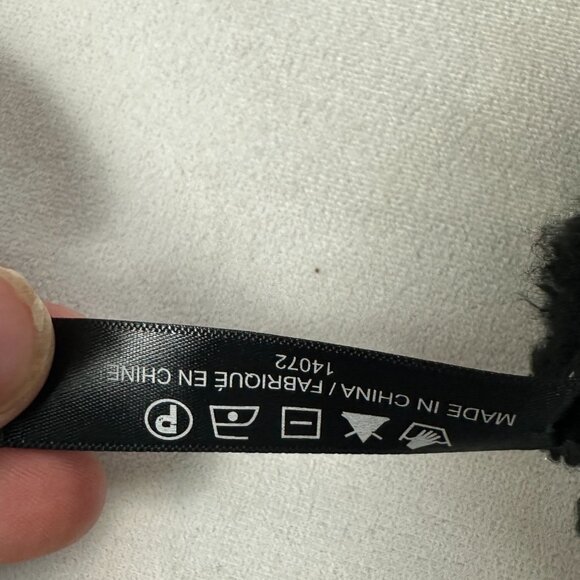 Ⓟ
MADE IN CHINA / FABRIQUÉ EN CHINE
14072